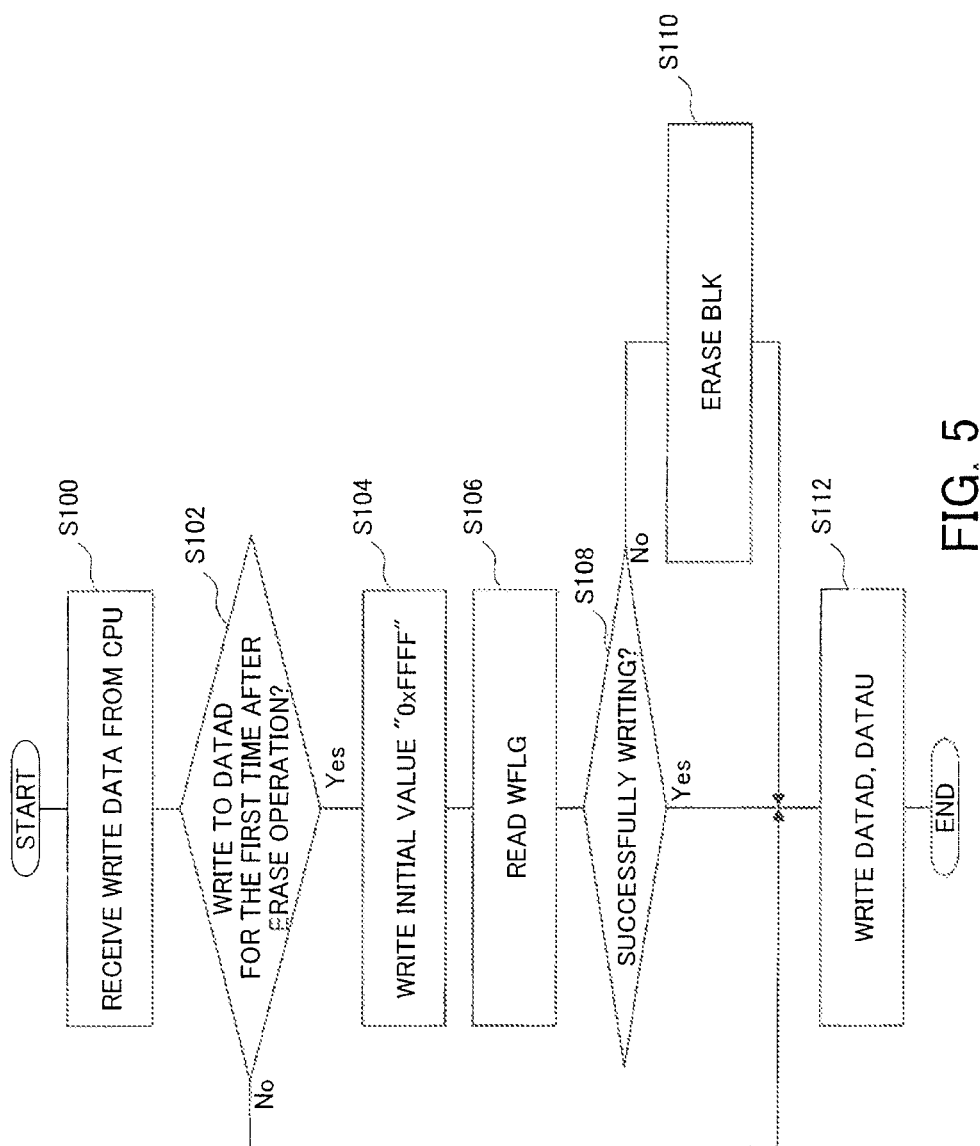 START
S100
RECEIVE WRITE DATA FROM CPU
S102
WRITE TO DATAD
FOR THE FIRST TIME AFTER
ERASE OPERATION?
No
Yes
S104
WRITE INITIAL VALUE "0xFFFF"
S106
READ WFLG
S108
SUCCESSFULLY WRITING?
No
Yes
S110
ERASE BLK
S112
WRITE DATAD, DATAU
END
FIG. 5